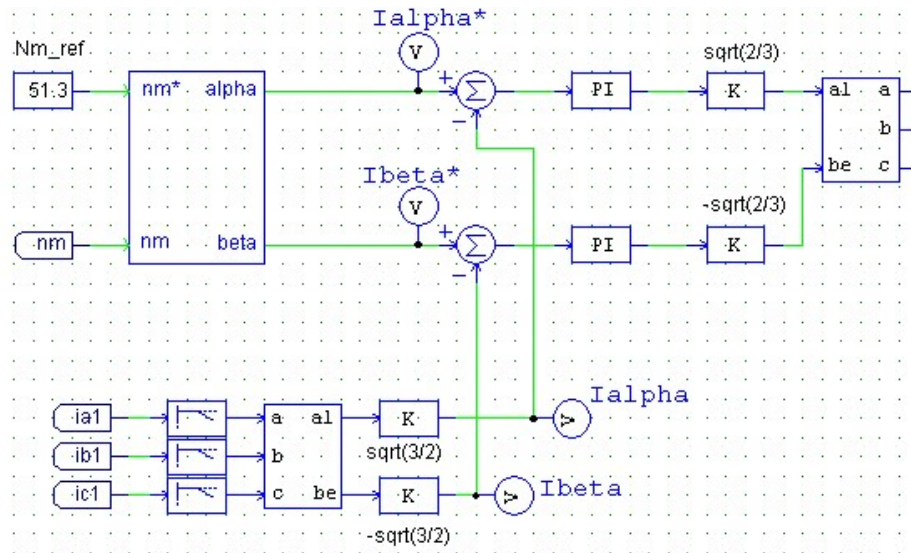 Ialpha*
Nm_ref
V
sqrt(2/3)
51.3
nm*
alpha
+
Σ
−
PI
K
al
a
b
be
c
Ibeta*
V
-sqrt(2/3)
nm
nm
beta
+
Σ
−
PI
K
Ialpha
ia1
a
al
K
V
sqrt(3/2)
ib1
b
ic1
c
be
K
V
Ibeta
-sqrt(3/2)